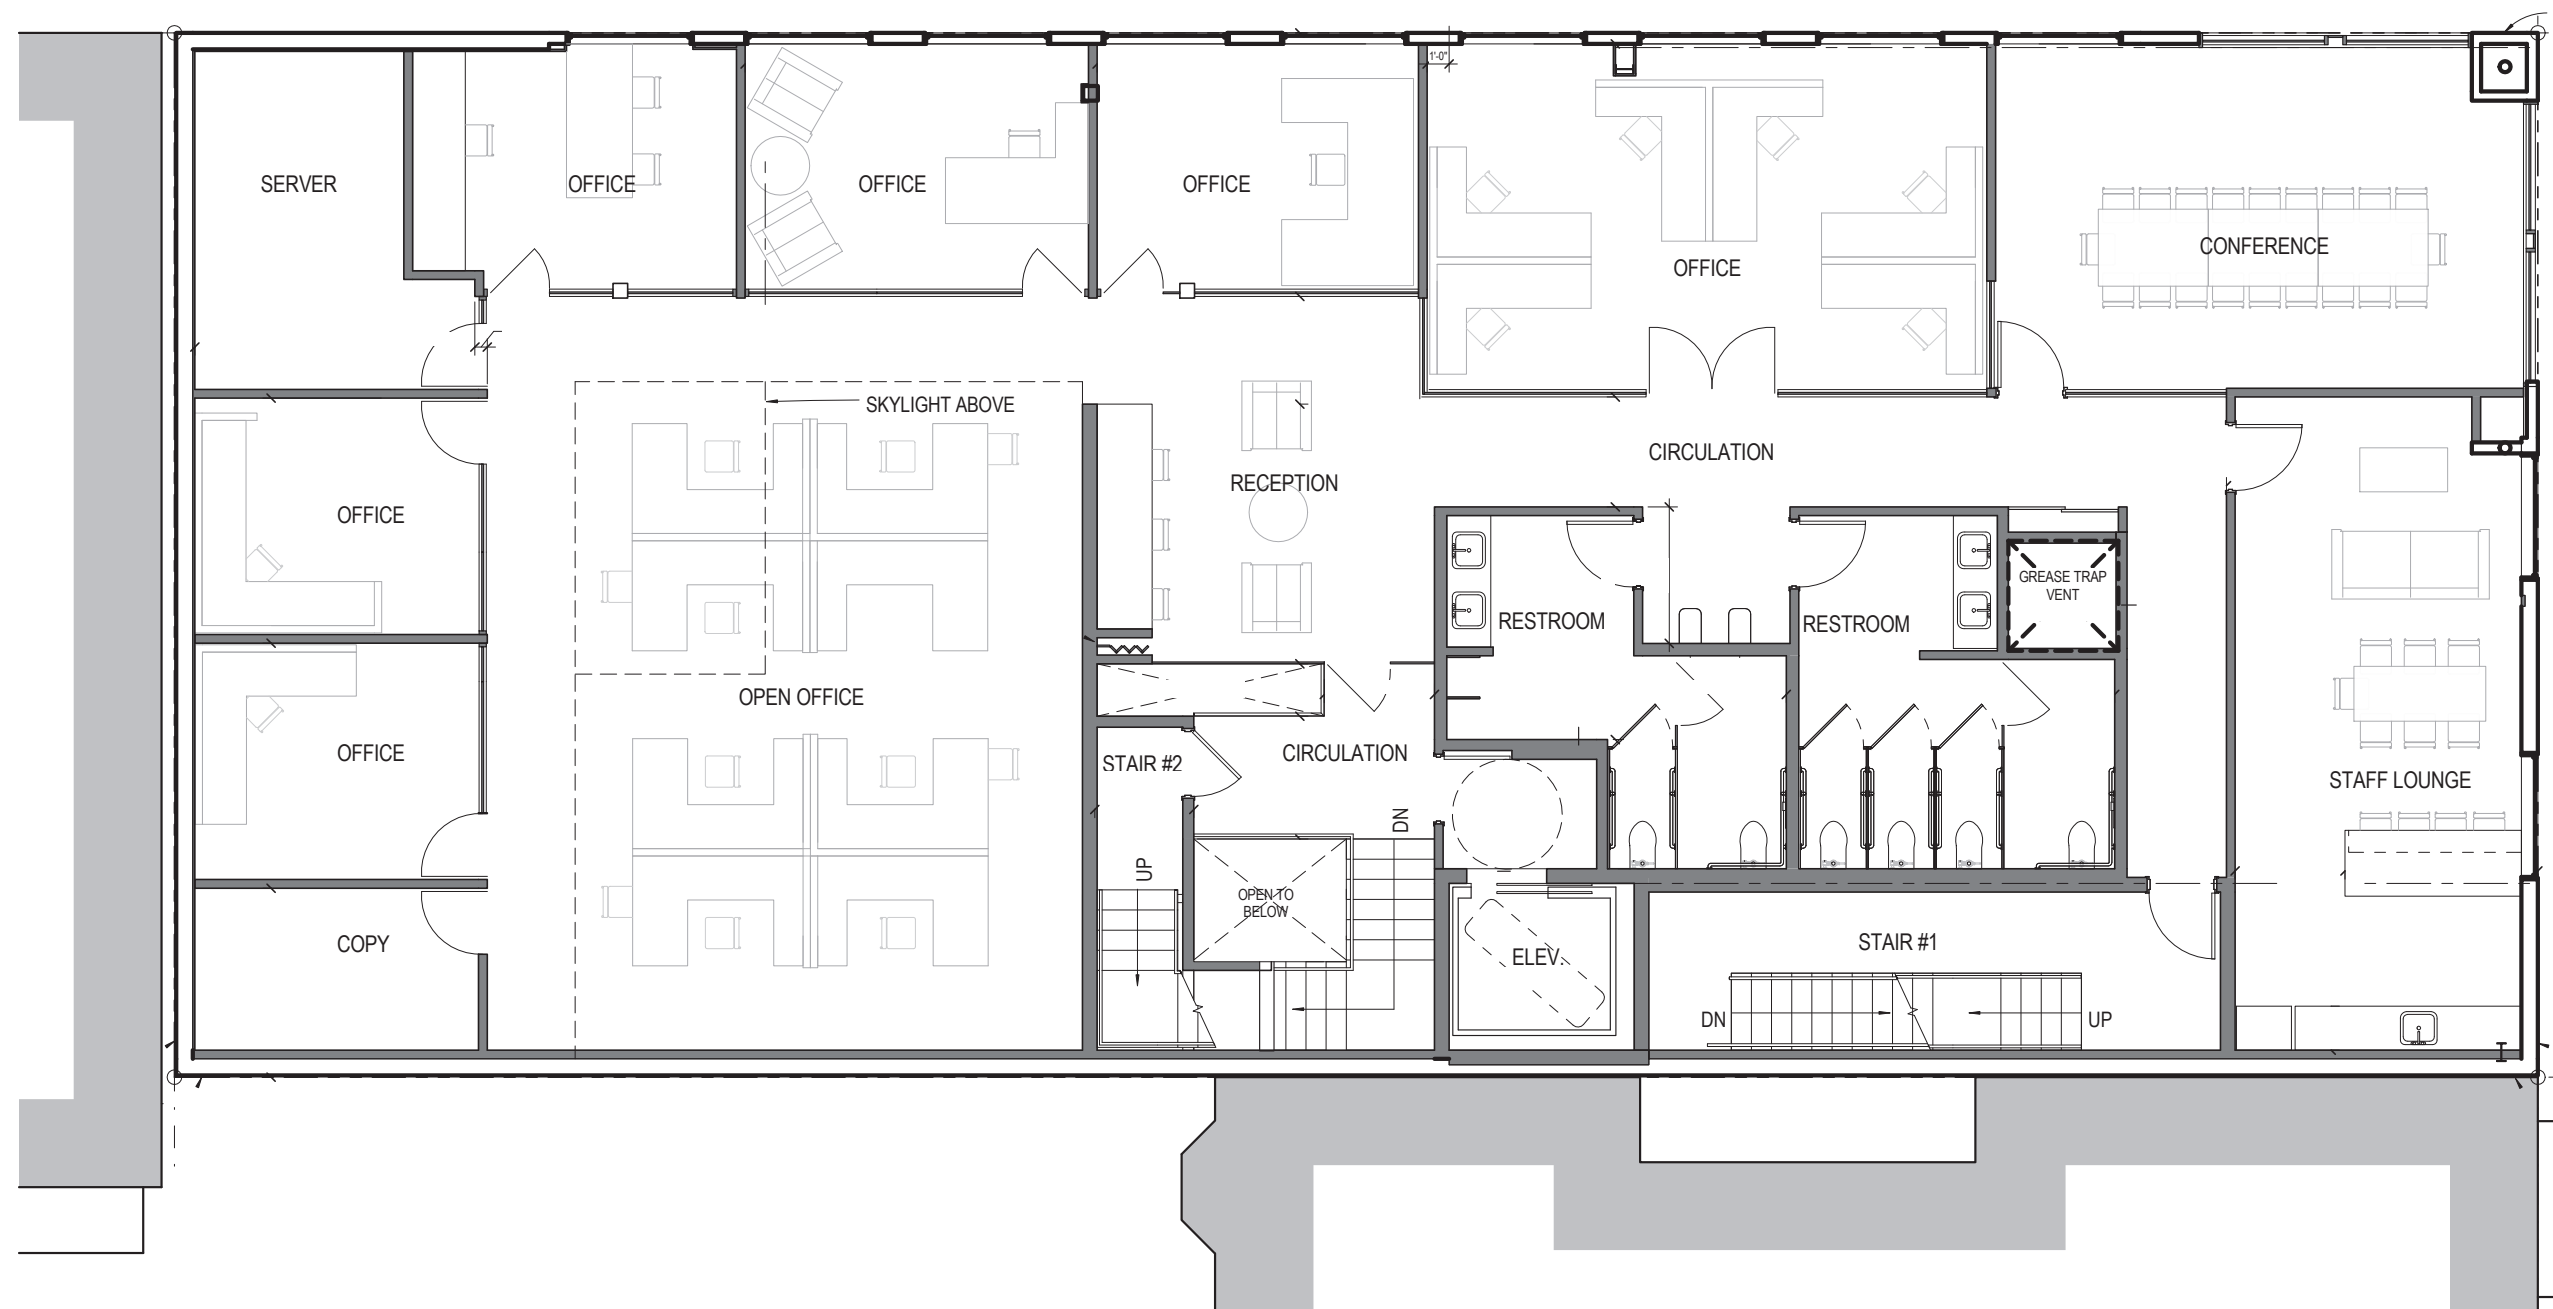 1'-0"
SERVER
OFFICE
OFFICE
OFFICE
OFFICE
CONFERENCE
SKYLIGHT ABOVE
CIRCULATION
RECEPTION
OFFICE
GREASE TRAP
VENT
RESTROOM
RESTROOM
OPEN OFFICE
OFFICE
STAIR #2
CIRCULATION
STAFF LOUNGE
DN
UP
OPEN TO
BELOW
COPY
ELEV.
STAIR #1
DN
UP